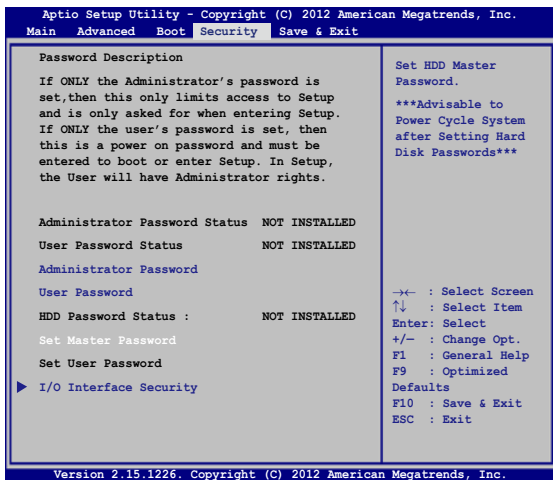 Aptio Setup Utility - Copyright (C) 2012 American Megatrends, Inc.
Main Advanced Boot Security Save & Exit
Password Description
If ONLY the Administrator's password is
set,then this only limits access to Setup
and is only asked for when entering Setup.
If ONLY the user's password is set, then
this is a power on password and must be
entered to boot or enter Setup. In Setup,
the User will have Administrator rights.
Administrator Password Status NOT INSTALLED
User Password Status NOT INSTALLED
Administrator Password
User Password
HDD Password Status : NOT INSTALLED
Set Master Password
Set User Password
I/O Interface Security
Set HDD Master
Password.
***Advisable to
Power Cycle System
after Setting Hard
Disk Passwords***
→← : Select Screen
↑↓ : Select Item
Enter: Select
+/− : Change Opt.
F1 : General Help
F9 : Optimized
Defaults
F10 : Save & Exit
ESC : Exit
Version 2.15.1226. Copyright (C) 2012 American Megatrends, Inc.